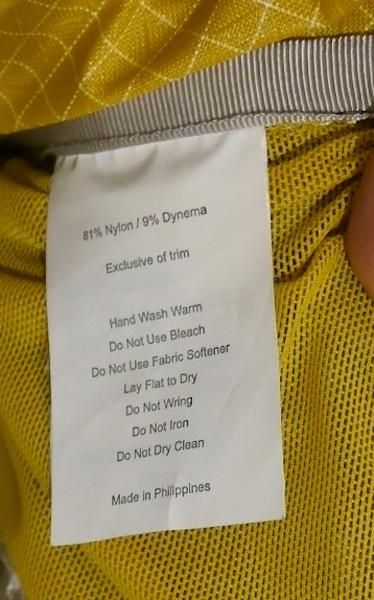 81% Nylon / 9% Dynema
Exclusive of trim
Hand Wash Warm
Do Not Use Bleach
Do Not Use Fabric Softener
Lay Flat to Dry
Do Not Wring
Do Not Iron
Do Not Dry Clean
Made in Philippines